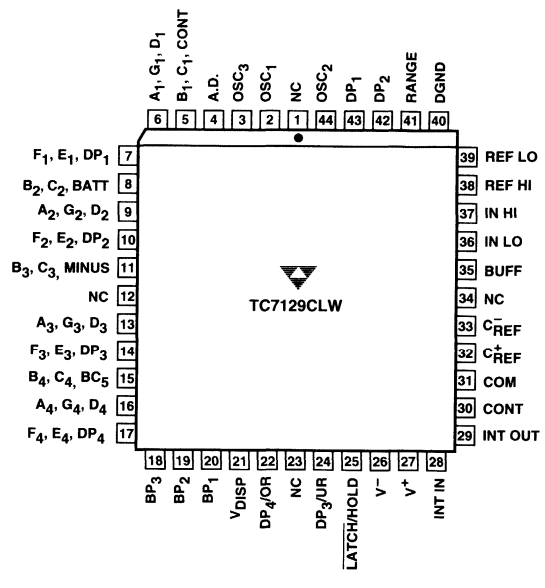 A1, G1, D1
B1, C1, CONT
A.D.
OSC3
OSC1
NC
OSC2
DP1
DP2
RANGE
DGND
6 5 4 3 2 1 44 43 42 41 40
F1, E1, DP1 7
B2, C2, BATT 8
A2, G2, D2 9
F2, E2, DP2 10
B3, C3, MINUS 11
NC 12
A3, G3, D3 13
F3, E3, DP3 14
B4, C4, BC5 15
A4, G4, D4 16
F4, E4, DP4 17
TC7129CLW
39 REF LO
38 REF HI
37 IN HI
36 IN LO
35 BUFF
34 NC
33 C−REF
32 C+REF
31 COM
30 CONT
29 INT OUT
18 19 20 21 22 23 24 25 26 27 28
BP3
BP2
BP1
VDISP
DP4/OR
NC
DP3/UR
LATCH/HOLD
V−
V+
INT IN